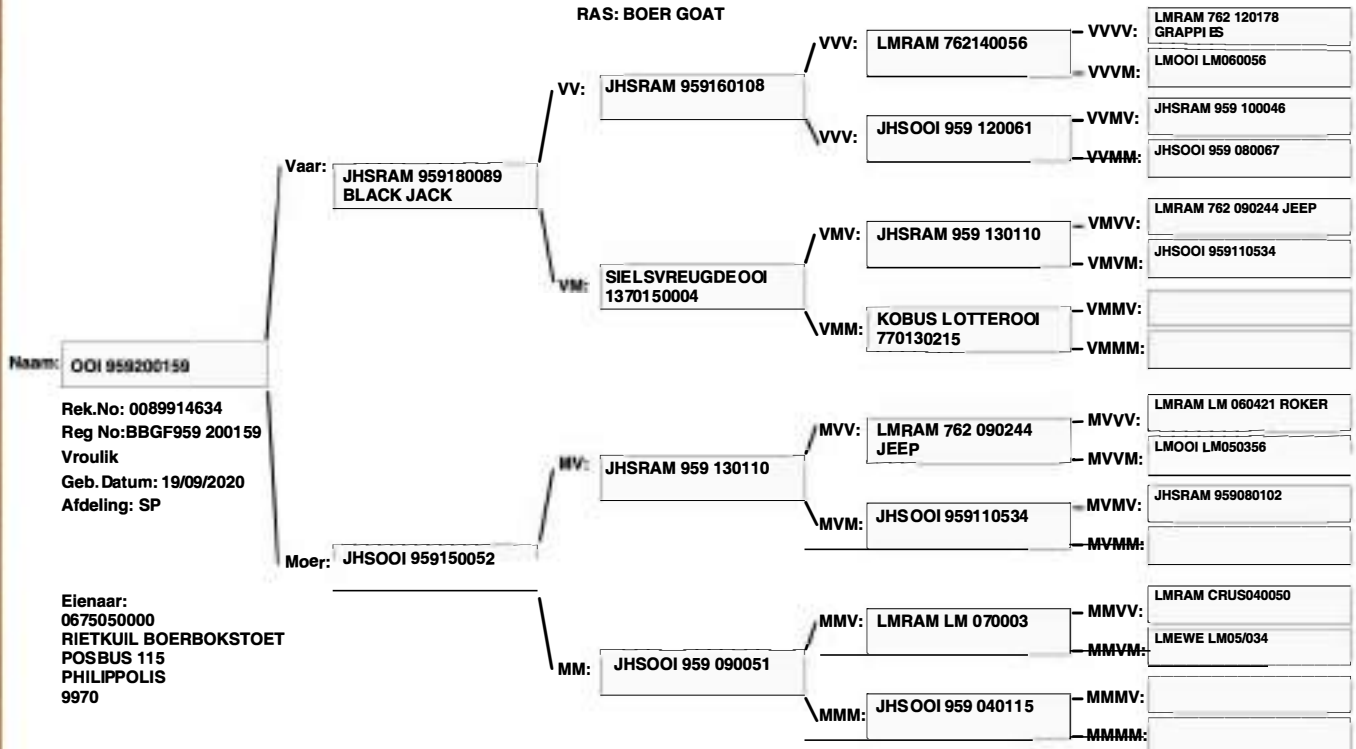 RAS: BOER GOAT
Naam: OOI 959200159
Rek.No: 0089914634
Reg No:BBGF959 200159
Vroulik
Geb. Datum: 19/09/2020
Afdeling: SP
Eienaar:
0675050000
RIETKUIL BOERBOKSTOET
POSBUS 115
PHILIPPOLIS
9970
Vaar: JHSRAM 959180089
BLACK JACK
Moer: JHSOOI 959150052
VV: JHSRAM 959160108
VM: SIELSVREUGDE OOI
1370150004
MV: JHSRAM 959 130110
MM: JHSOOI 959 090051
VVV: LMRAM 762140056
VVV: JHSOOI 959 120061
VMV: JHSRAM 959 130110
VMM: KOBUS LOTTEROOI
770130215
MVV: LMRAM 762 090244
JEEP
MVM: JHSOOI 959110534
MMV: LMRAM LM 070003
MMM: JHSOOI 959 040115
VVVV: LMRAM 762 120178
GRAPPIES
VVVM: LMOOI LM060056
VVMV: JHSRAM 959 100046
VVMM: JHSOOI 959 080067
VMVV: LMRAM 762 090244 JEEP
VMVM: JHSOOI 959110534
VMMV:
VMMM:
MVVV: LMRAM LM 060421 ROKER
MVVM: LMOOI LM050356
MVMV: JHSRAM 959080102
MVMM:
MMVV: LMRAM CRUS040050
MMVM: LMEWE LM05/034
MMMV:
MMMM: